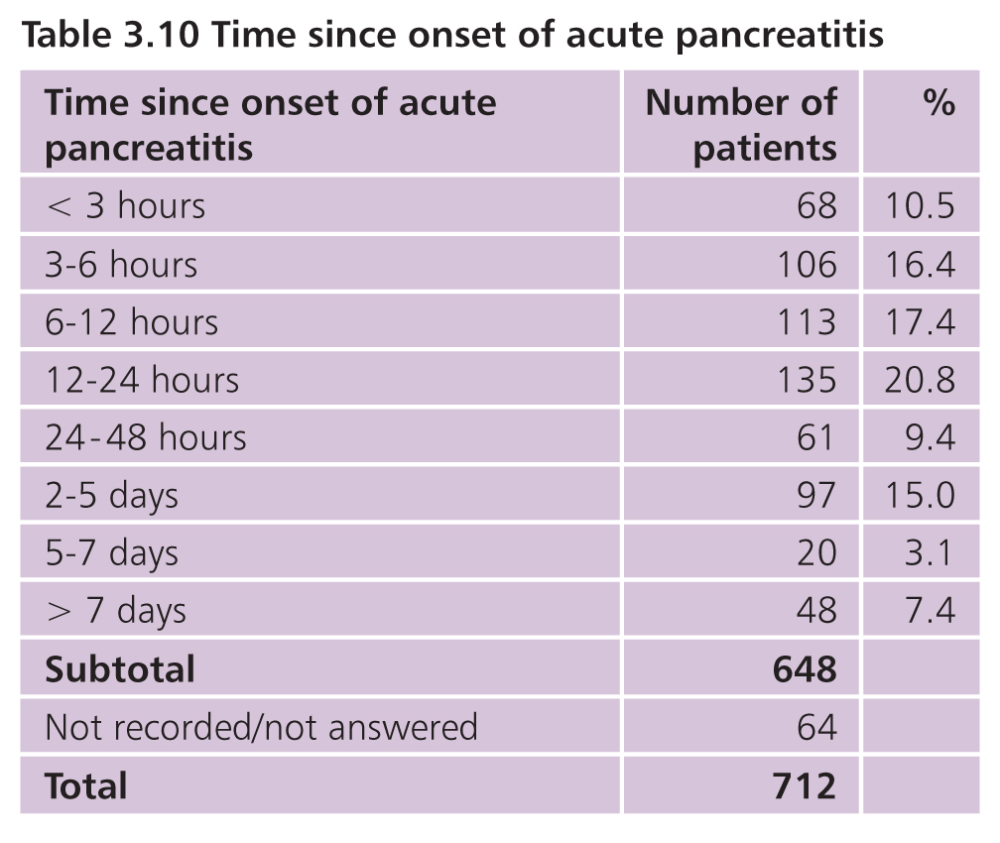 Table 3.10 Time since onset of acute pancreatitis
Time since onset of acute pancreatitis Number of patients %
< 3 hours 68 10.5
3-6 hours 106 16.4
6-12 hours 113 17.4
12-24 hours 135 20.8
24-48 hours 61 9.4
2-5 days 97 15.0
5-7 days 20 3.1
> 7 days 48 7.4
Subtotal 648
Not recorded/not answered 64
Total 712